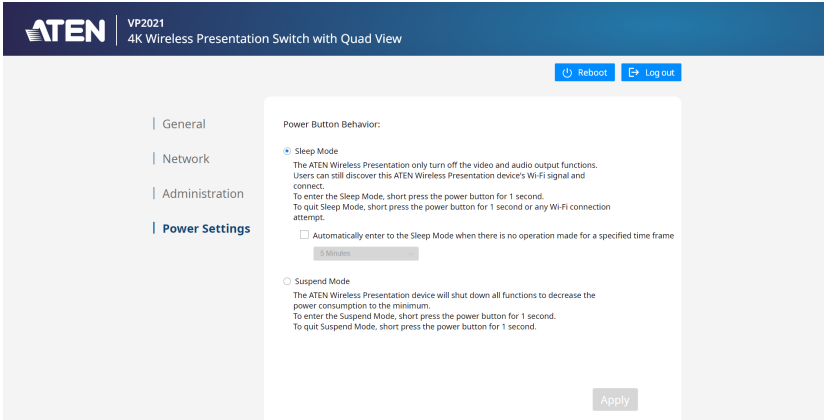 ATEN
VP2021
4K Wireless Presentation Switch with Quad View
Reboot
Log out
General
Network
Administration
Power Settings
Power Button Behavior:
Sleep Mode
The ATEN Wireless Presentation only turn off the video and audio output functions.
Users can still discover this ATEN Wireless Presentation device's Wi-Fi signal and
connect.
To enter the Sleep Mode, short press the power button for 1 second.
To quit Sleep Mode, short press the power button for 1 second or any Wi-Fi connection
attempt.
Automatically enter to the Sleep Mode when there is no operation made for a specified time frame
5 Minutes
Suspend Mode
The ATEN Wireless Presentation device will shut down all functions to decrease the
power consumption to the minimum.
To enter the Suspend Mode, short press the power button for 1 second.
To quit Suspend Mode, short press the power button for 1 second.
Apply